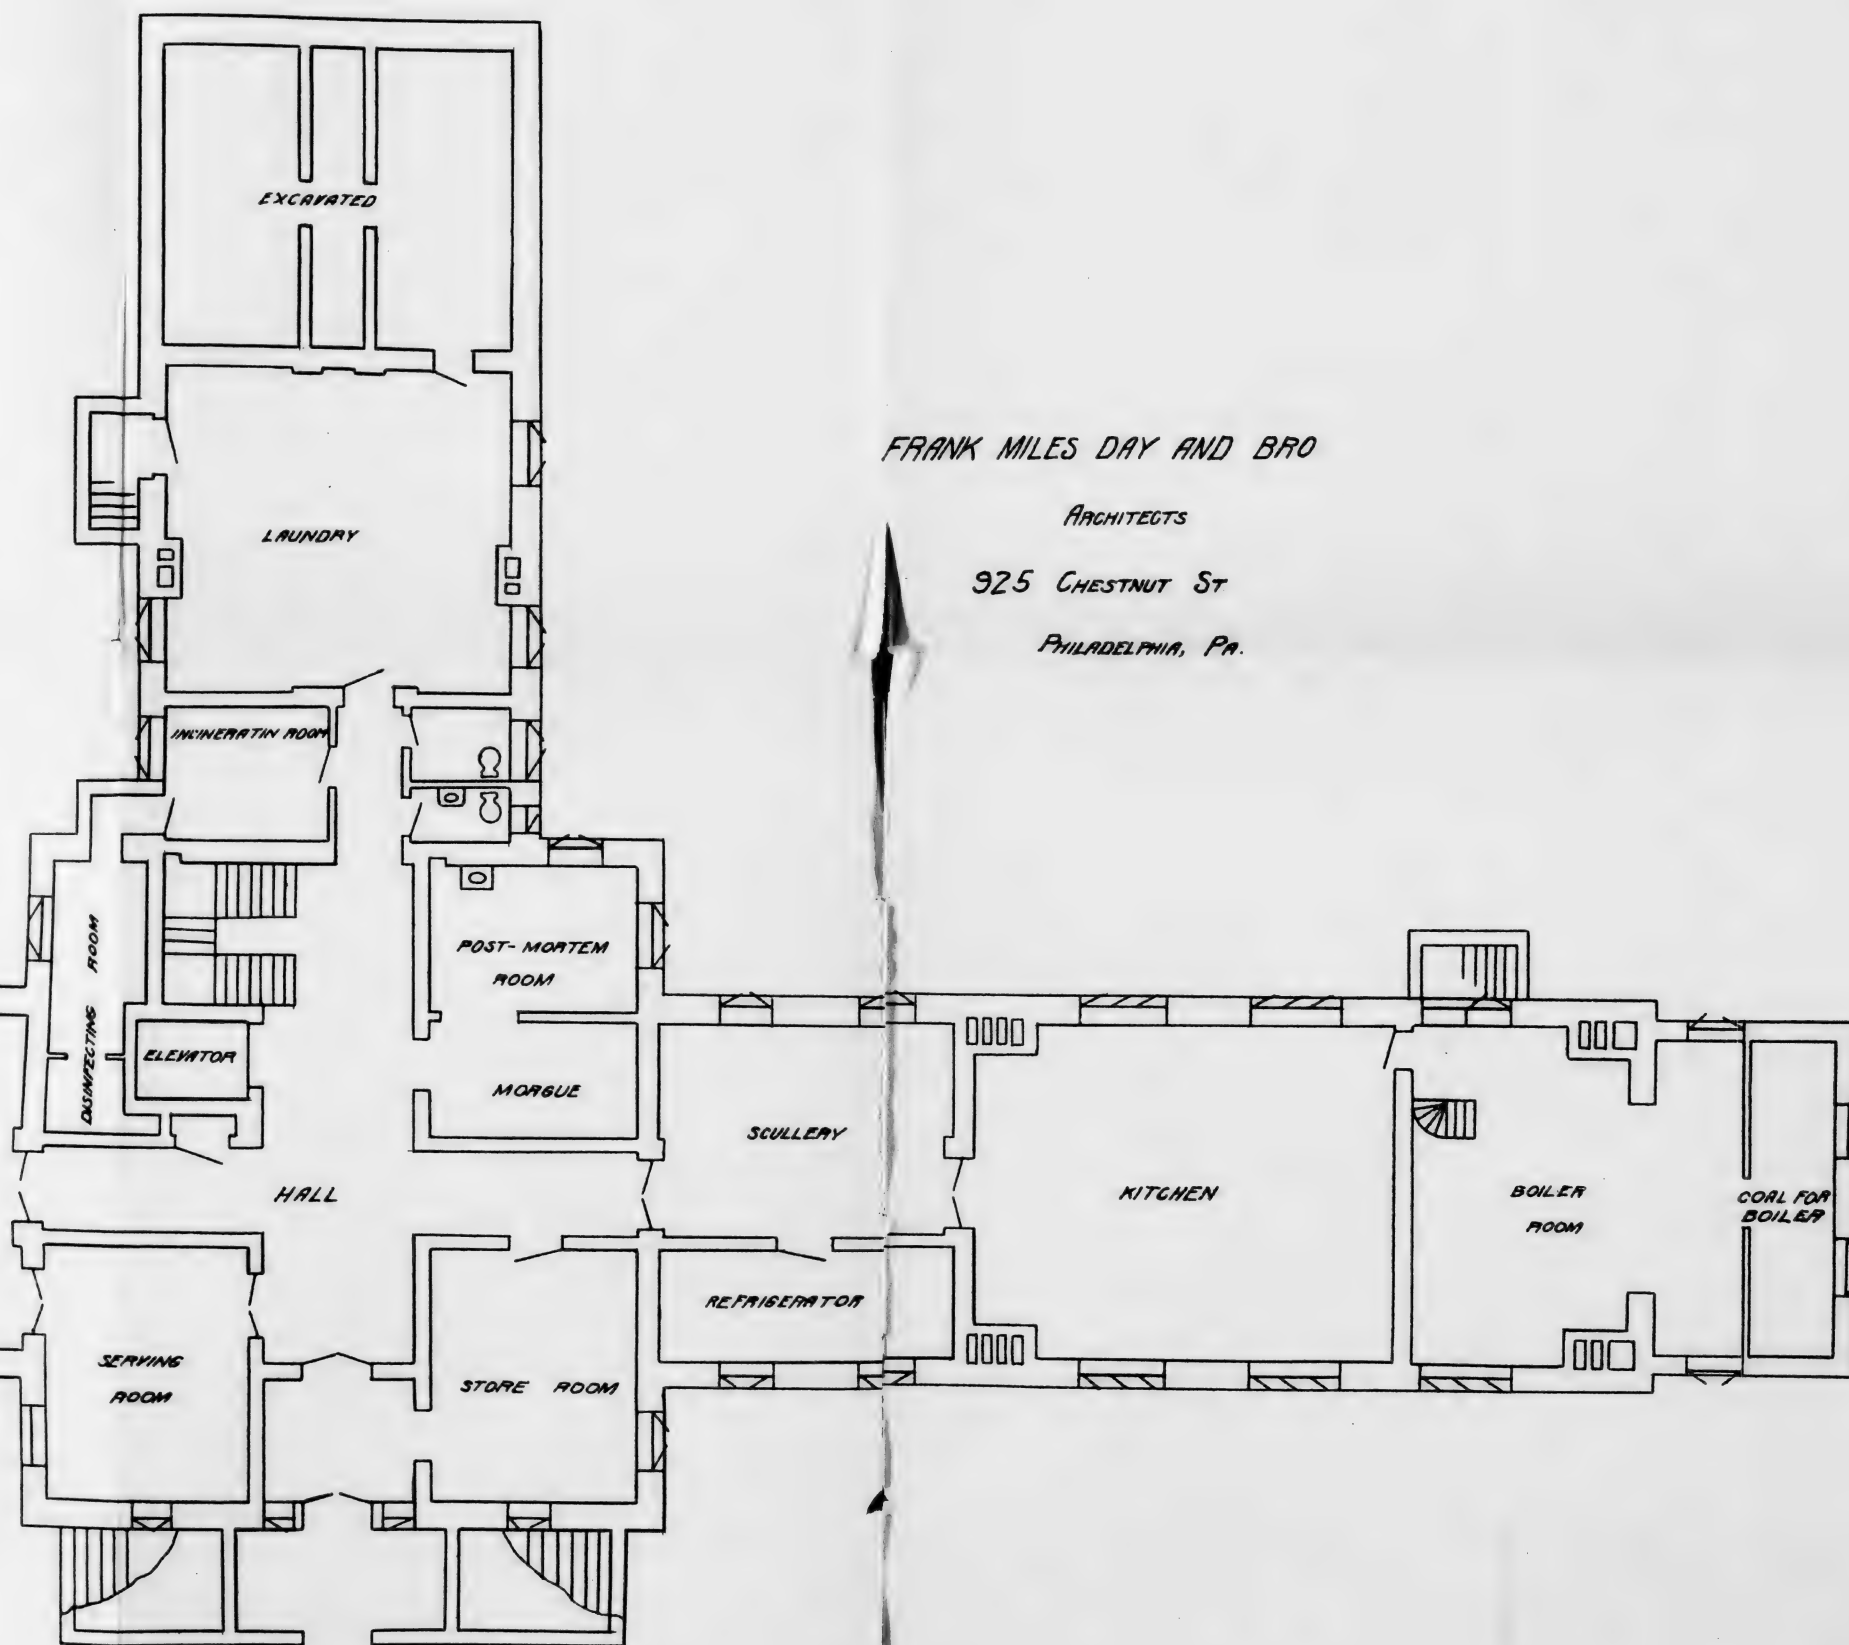 EXCAVATED
FRANK MILES DAY AND BRO
ARCHITECTS
925 CHESTNUT ST
PHILADELPHIA, PA.
LAUNDRY
INCINERATIN ROOM
DISINFECTING ROOM
ELEVATOR
POST-MORTEM
ROOM
MORGUE
SCULLERY
HALL
KITCHEN
BOILER
ROOM
COAL FOR
BOILER
REFRIGERATOR
SERVING
ROOM
STORE ROOM